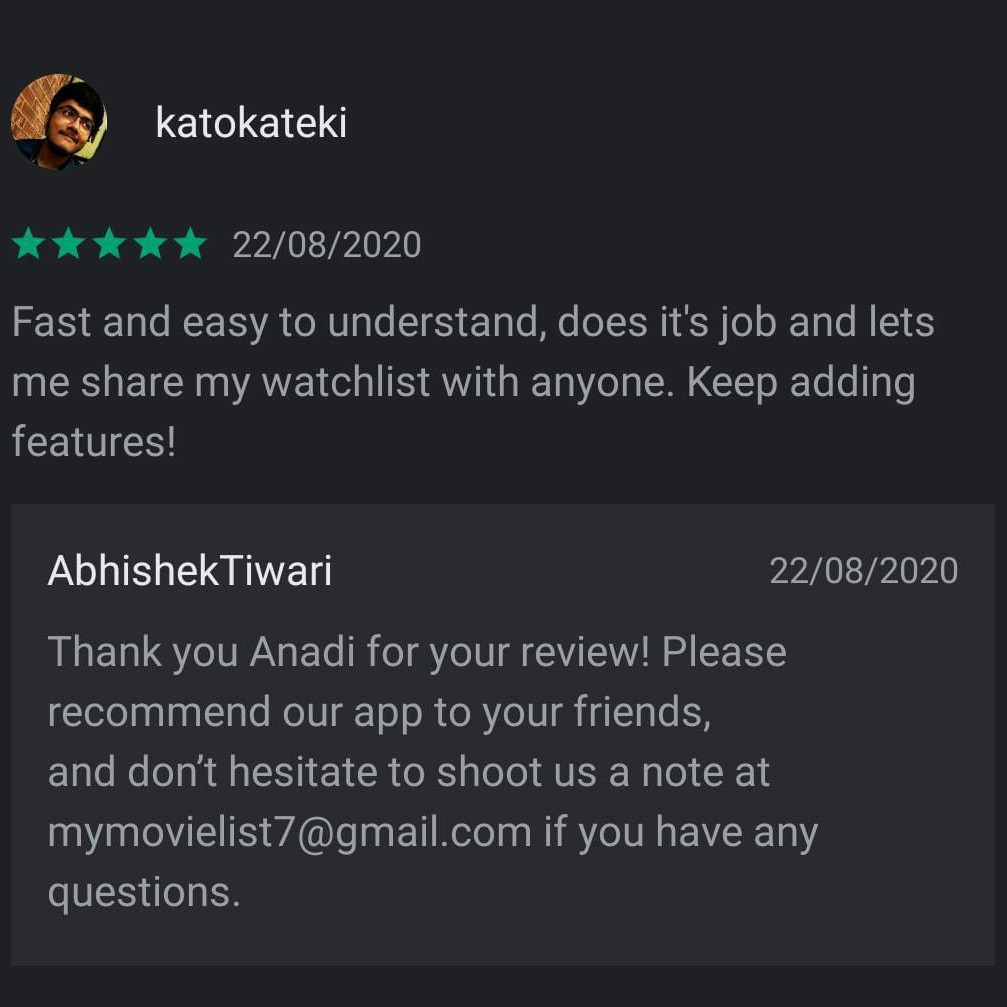 katokateki
22/08/2020
Fast and easy to understand, does it's job and lets
me share my watchlist with anyone. Keep adding
features!
AbhishekTiwari 22/08/2020
Thank you Anadi for your review! Please
recommend our app to your friends,
and don’t hesitate to shoot us a note at
mymovielist7@gmail.com if you have any
questions.